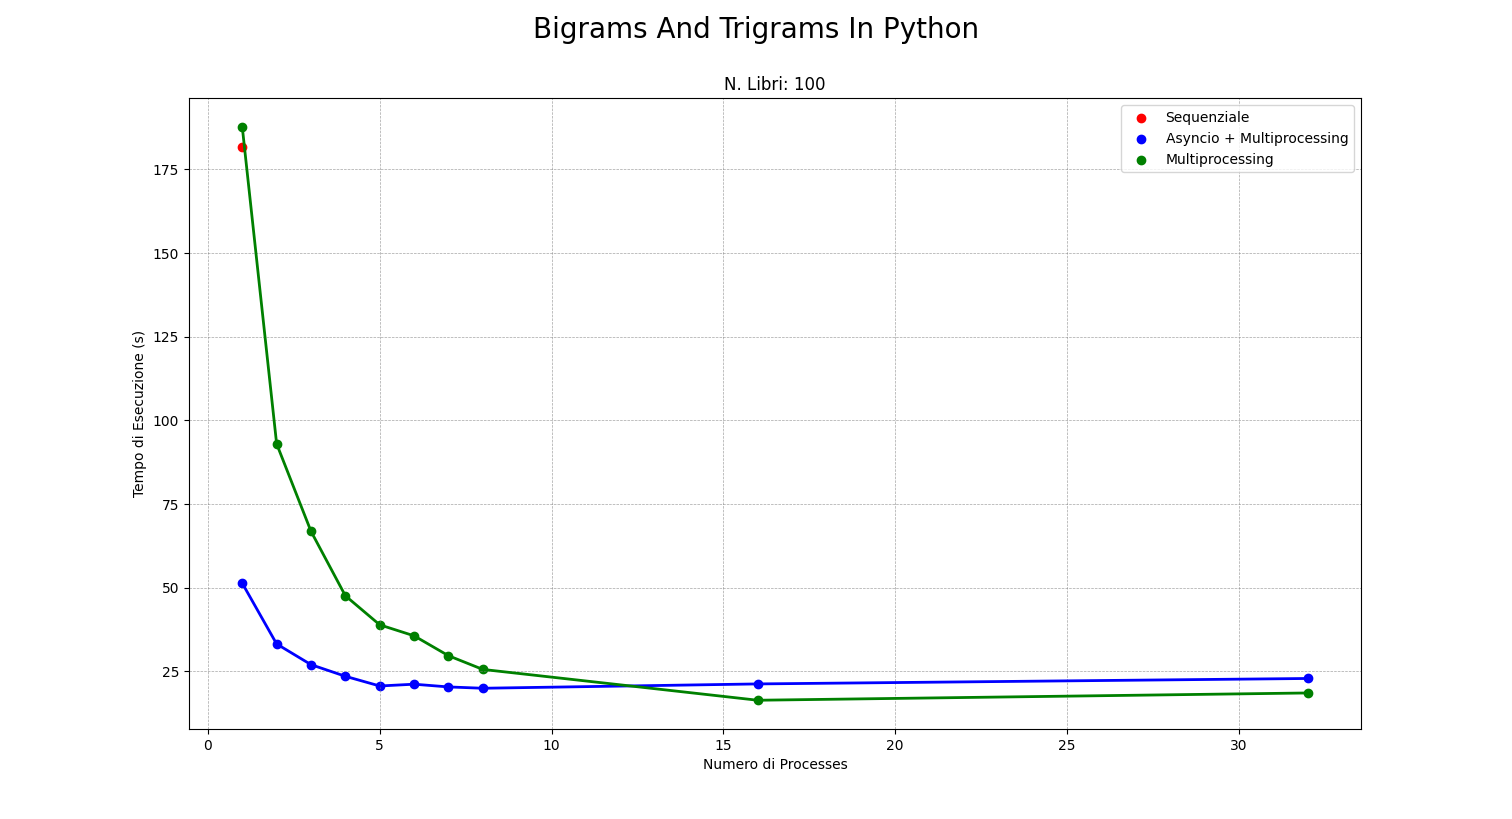 Bigrams And Trigrams In Python
N. Libri: 100
Sequenziale
Asyncio + Multiprocessing
Multiprocessing
Tempo di Esecuzione (s)
175
150
125
100
75
50
25
0 5 10 15 20 25 30
Numero di Processes